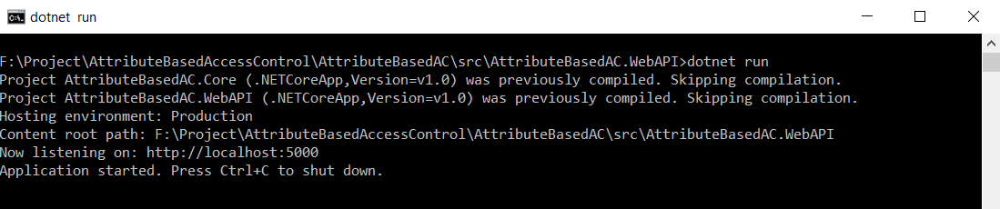 dotnet  run
F:\Project\AttributeBasedAccessControl\AttributeBasedAC\src\AttributeBasedAC.WebAPI>dotnet run
Project AttributeBasedAC.Core (.NETCoreApp,Version=v1.0) was previously compiled. Skipping compilation.
Project AttributeBasedAC.WebAPI (.NETCoreApp,Version=v1.0) was previously compiled. Skipping compilation.
Hosting environment: Production
Content root path: F:\Project\AttributeBasedAccessControl\AttributeBasedAC\src\AttributeBasedAC.WebAPI
Now listening on: http://localhost:5000
Application started. Press Ctrl+C to shut down.